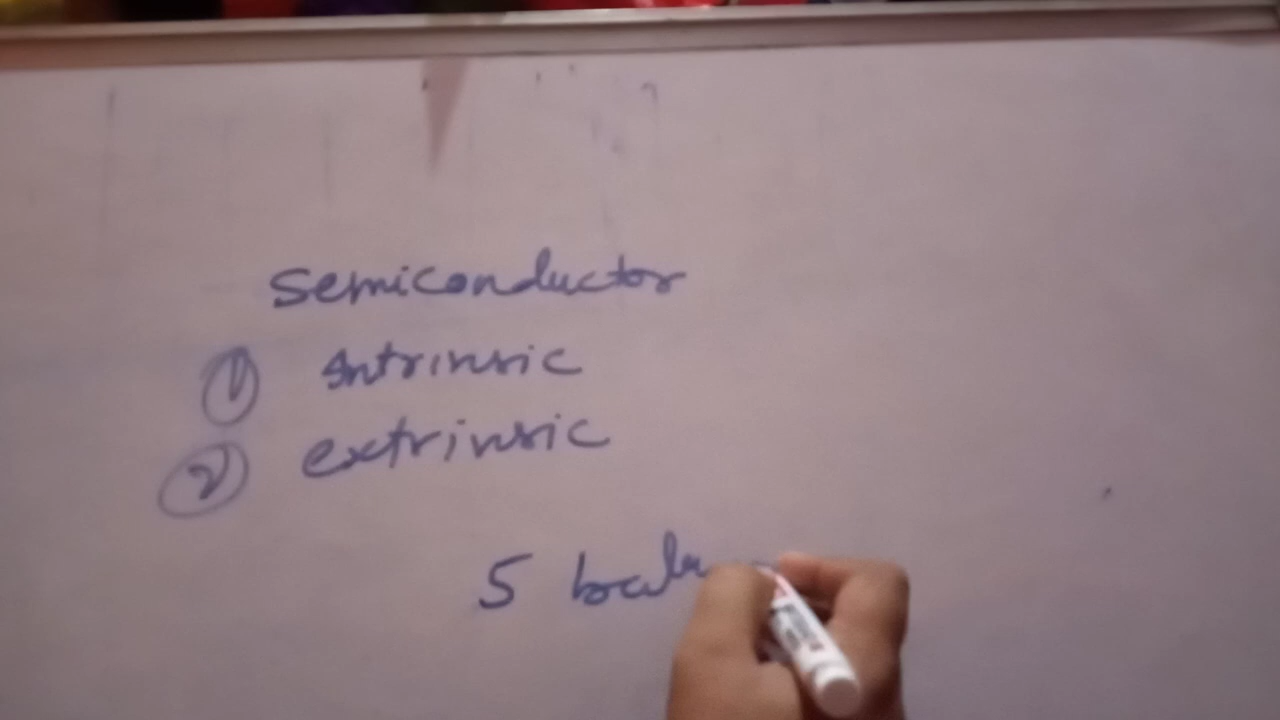 semiconductor
① intrinsic
② extrinsic
5